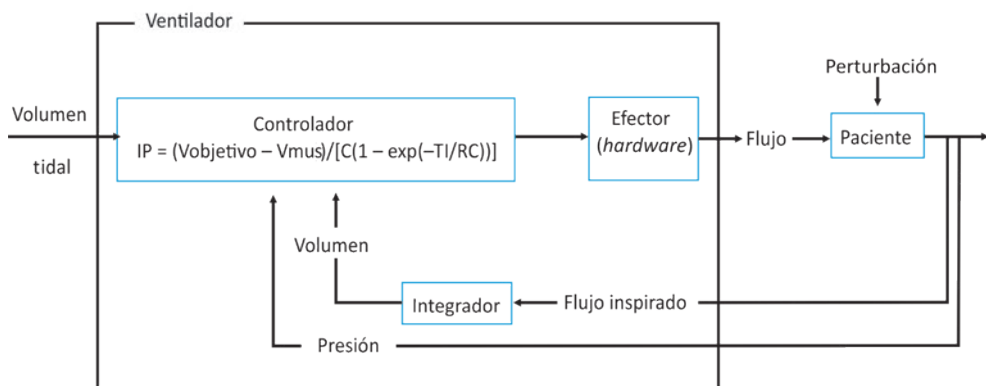 Ventilador
Perturbación
Volumen
tidal
Controlador
IP = (Vobjetivo – Vmus)/[C(1 – exp(–TI/RC))]
Efector
(hardware)
Flujo
Paciente
Volumen
Integrador
Flujo inspirado
Presión